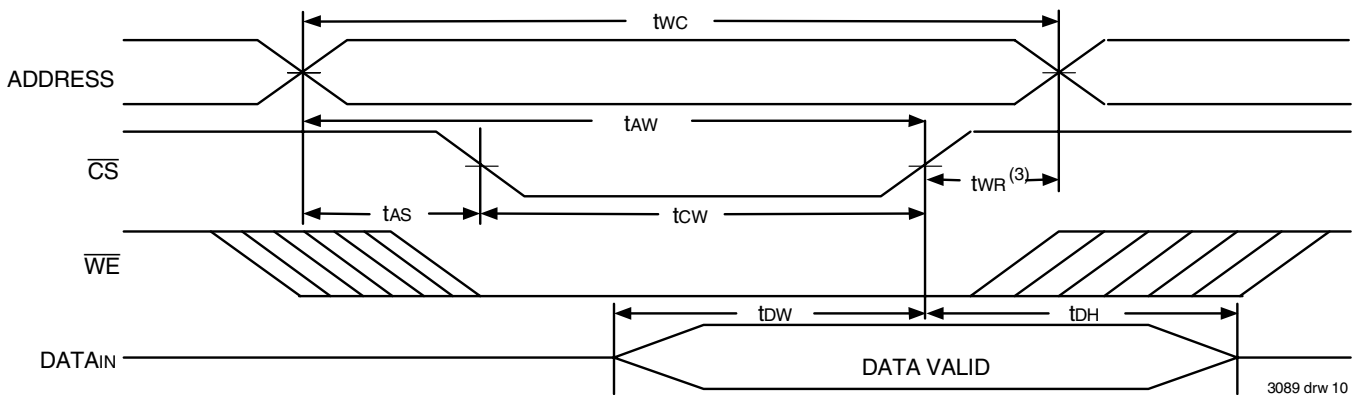 tWC
ADDRESS
tAW
CS
tWR (3)
tAS
tCW
WE
tDW
tDH
DATAIN
DATA VALID
3089 drw 10